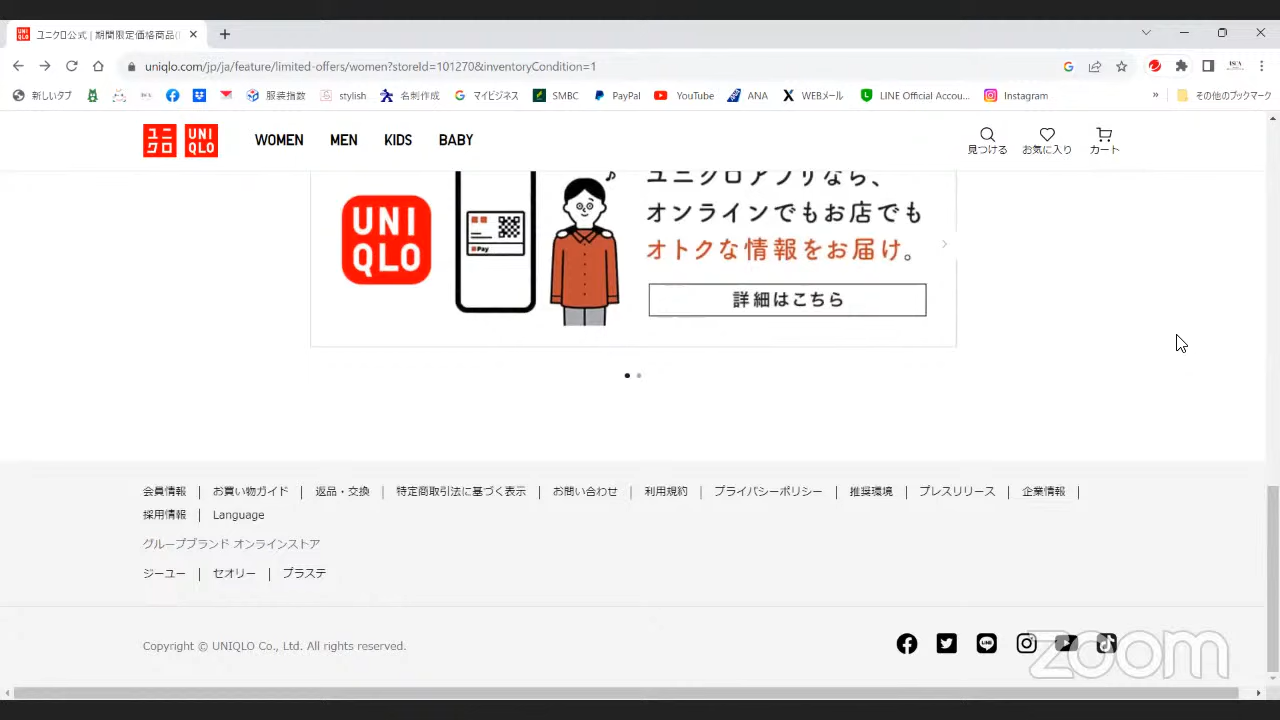 ユニクロ公式 | 期間限定価格商品(
uniqlo.com/jp/ja/feature/limited-offers/women?storeId=101270&inventoryCondition=1
新しいタブ 服装指数 stylish 名刺作成 マイビジネス SMBC PayPal YouTube ANA WEBメール LINE Official Accou... Instagram » その他のブックマーク
ユニクロ UNIQLO WOMEN MEN KIDS BABY 見つける お気に入り カート
ユニクロアプリなら、
オンラインでもお店でも
オトクな情報をお届け。
UNIQLO
Pay
詳細はこちら
会員情報 | お買い物ガイド | 返品・交換 | 特定商取引法に基づく表示 | お問い合わせ | 利用規約 | プライバシーポリシー | 推奨環境 | プレスリリース | 企業情報 |
採用情報 | Language
グループブランド オンラインストア
ジーユー | セオリー | プラステ
Copyright © UNIQLO Co., Ltd. All rights reserved.
zoom